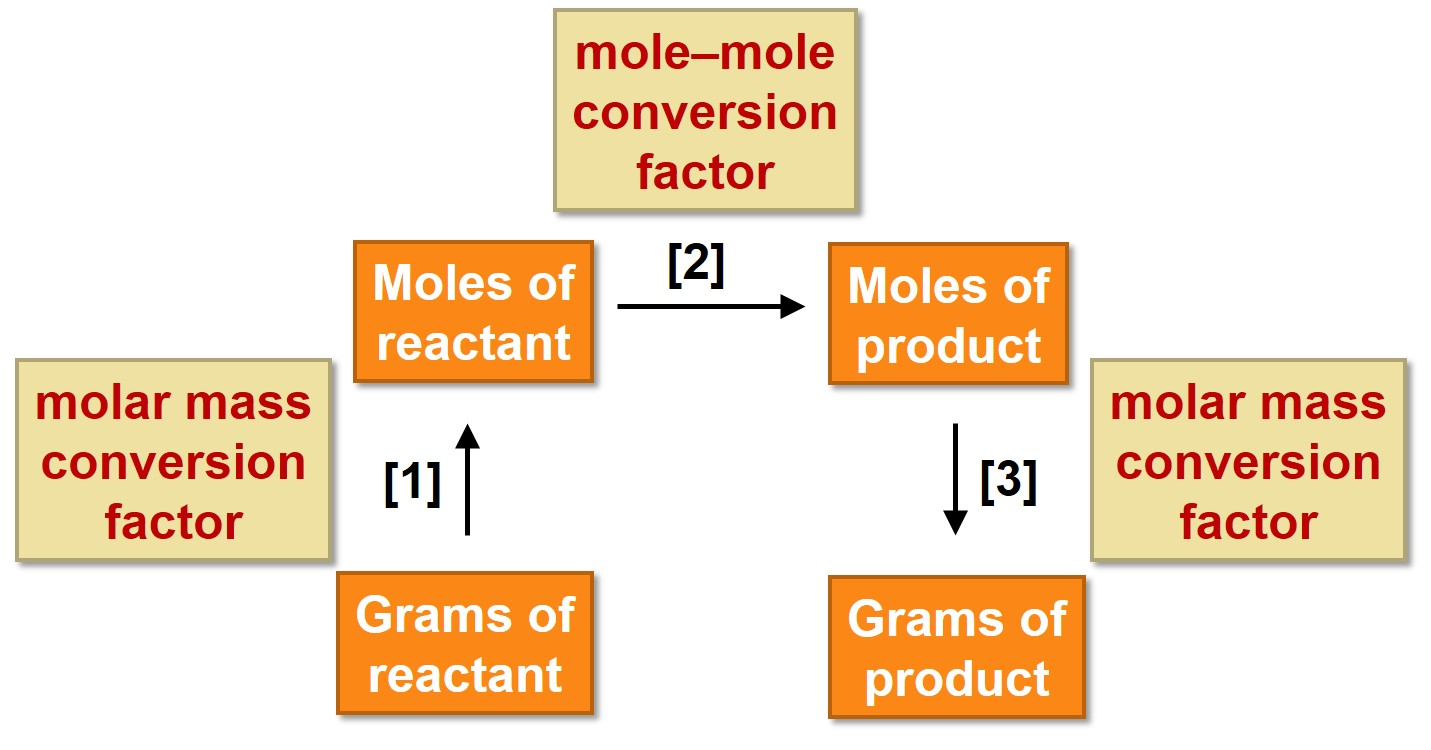 mole–mole
conversion
factor
[2]
Moles of
reactant
Moles of
product
molar mass
conversion
factor
[1]
[3]
molar mass
conversion
factor
Grams of
reactant
Grams of
product